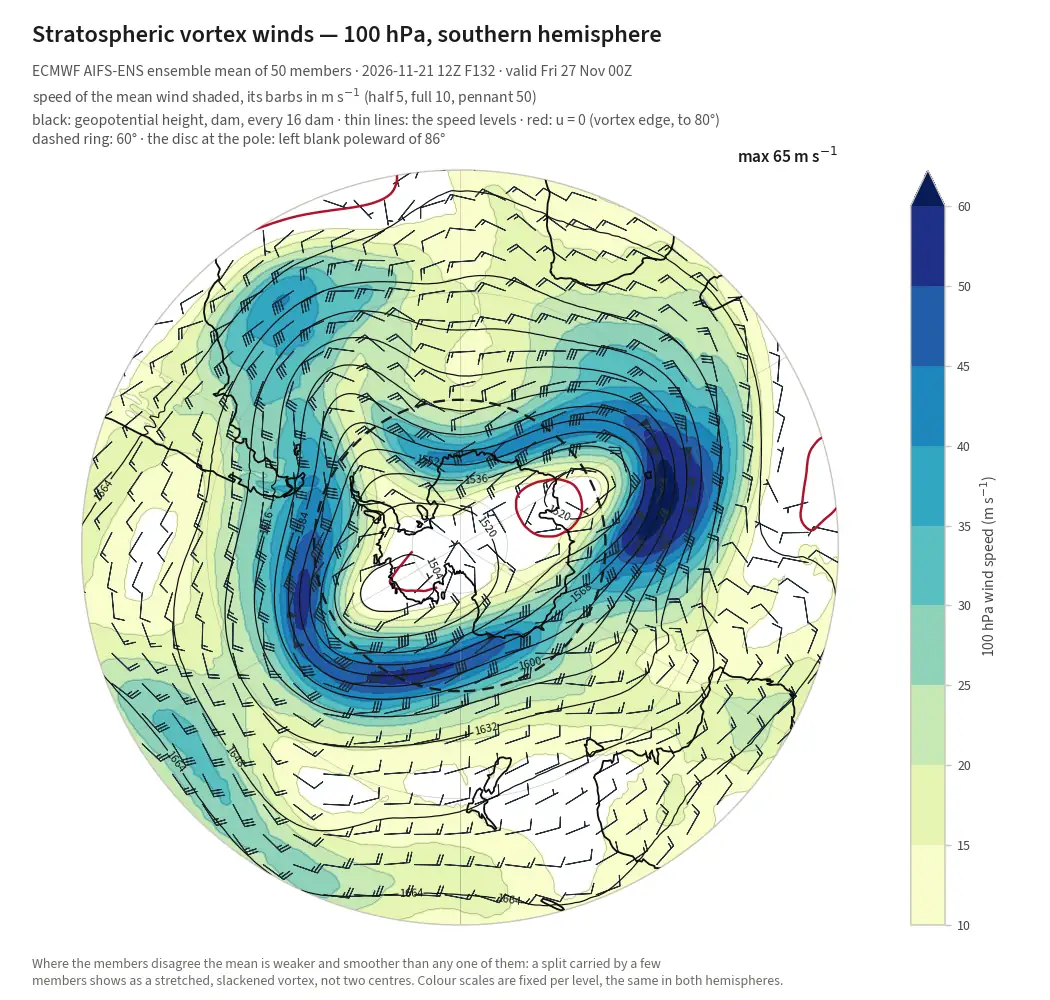 Stratospheric vortex winds — 100 hPa, southern hemisphere
ECMWF AIFS-ENS ensemble mean of 50 members · 2026-11-21 12Z F132 · valid Fri 27 Nov 00Z
speed of the mean wind shaded, its barbs in m s⁻¹ (half 5, full 10, pennant 50)
black: geopotential height, dam, every 16 dam · thin lines: the speed levels · red: u = 0 (vortex edge, to 80°)
dashed ring: 60° · the disc at the pole: left blank poleward of 86°
max 65 m s⁻¹
60
50
45
40
35
30
25
20
15
10
100 hPa wind speed (m s⁻¹)
1552
1536
1520
1520
1504
1568
1600
1632
1648
1664
1664
1664
1664
Where the members disagree the mean is weaker and smoother than any one of them: a split carried by a few
members shows as a stretched, slackened vortex, not two centres. Colour scales are fixed per level, the same in both hemispheres.